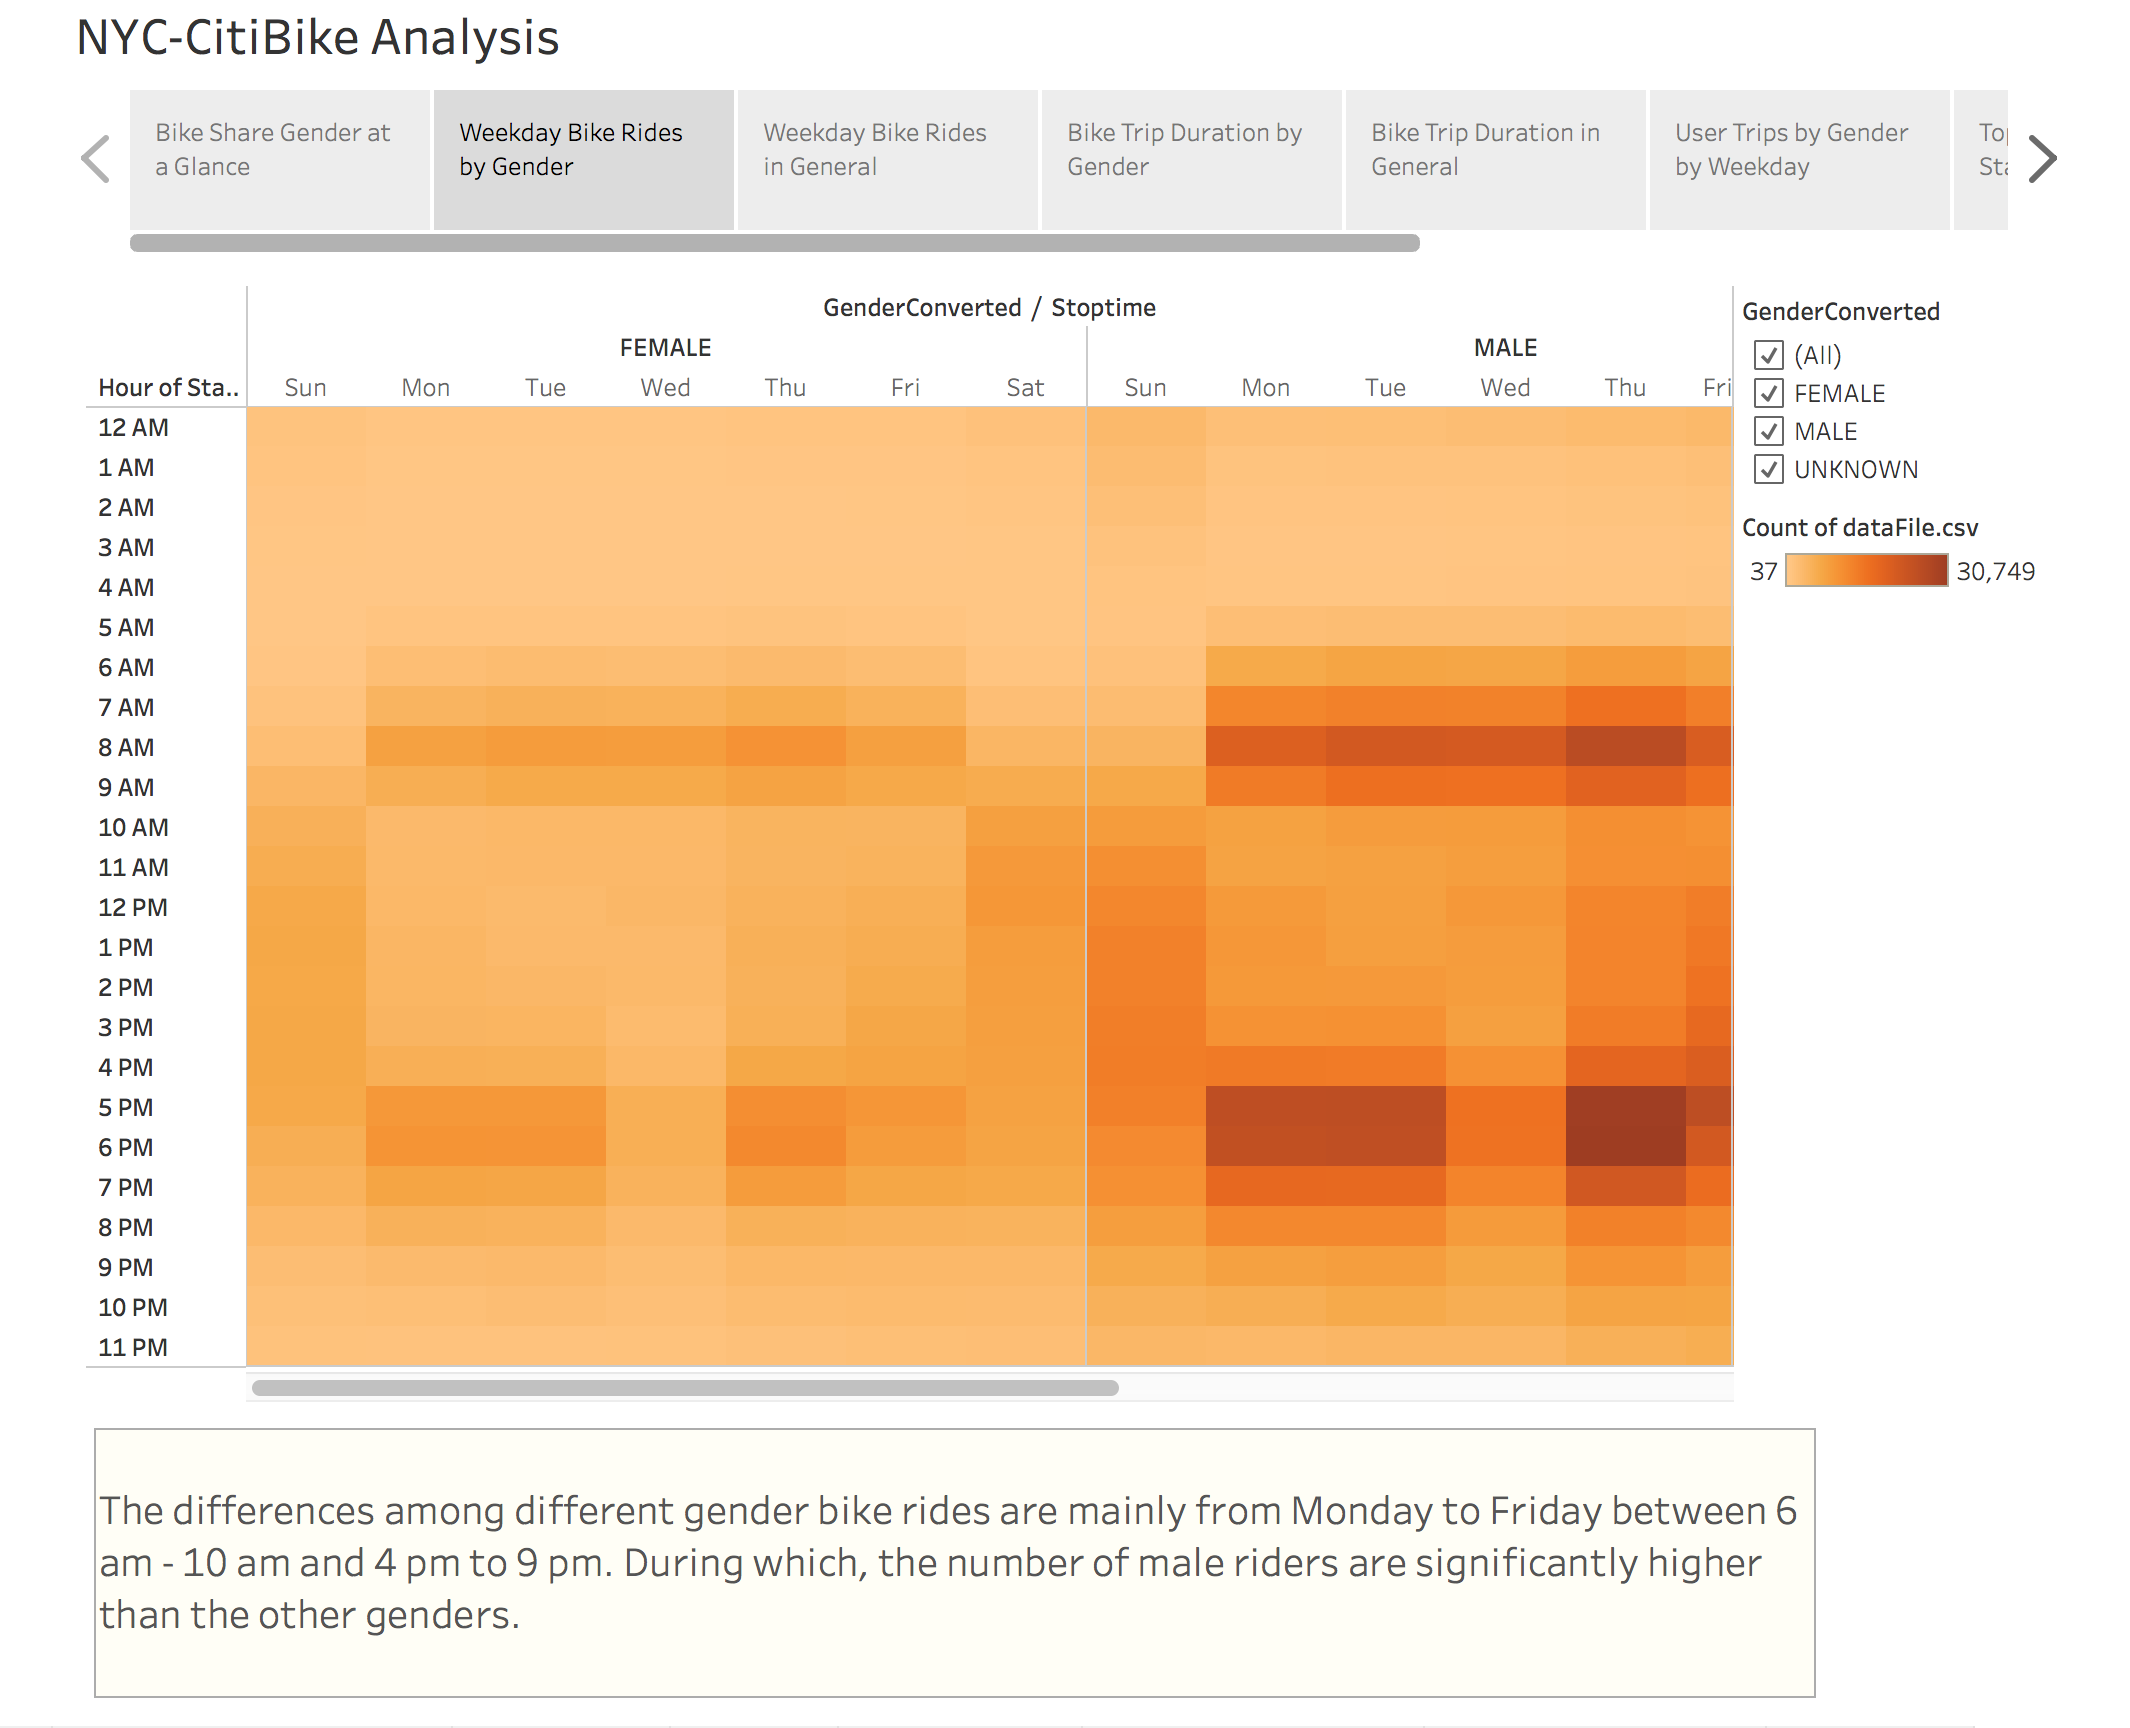 NYC-CitiBike Analysis
Bike Share Gender at
a Glance
Weekday Bike Rides
by Gender
Weekday Bike Rides
in General
Bike Trip Duration by
Gender
Bike Trip Duration in
General
User Trips by Gender
by Weekday
GenderConverted / Stoptime
FEMALE MALE
Hour of Sta.. Sun Mon Tue Wed Thu Fri Sat Sun Mon Tue Wed Thu Fri
12 AM
1 AM
2 AM
3 AM
4 AM
5 AM
6 AM
7 AM
8 AM
9 AM
10 AM
11 AM
12 PM
1 PM
2 PM
3 PM
4 PM
5 PM
6 PM
7 PM
8 PM
9 PM
10 PM
11 PM
GenderConverted
(All)
FEMALE
MALE
UNKNOWN
Count of dataFile.csv
37 30,749
The differences among different gender bike rides are mainly from Monday to Friday between 6
am - 10 am and 4 pm to 9 pm. During which, the number of male riders are significantly higher
than the other genders.